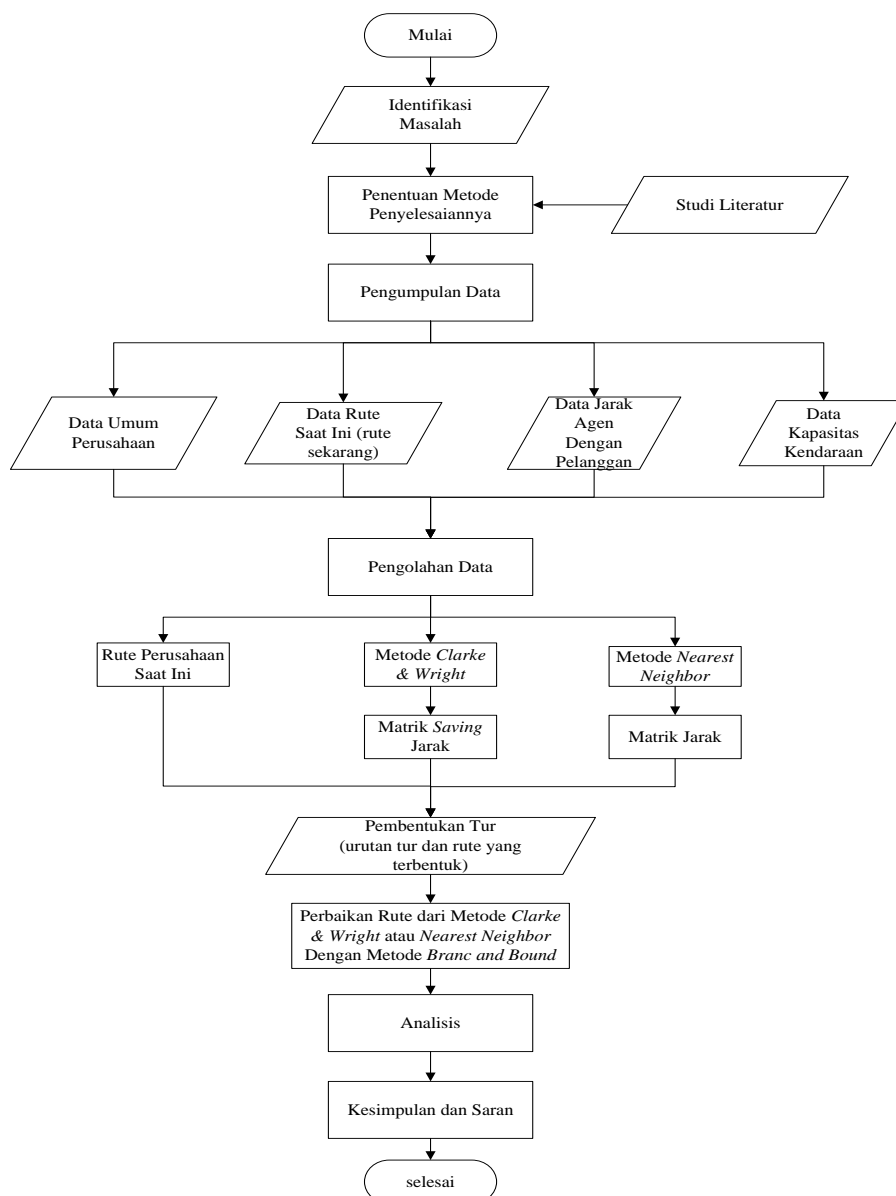 Mulai
Identifikasi
Masalah
Penentuan Metode
Penyelesaiannya
Studi Literatur
Pengumpulan Data
Data Umum
Perusahaan
Data Rute
Saat Ini (rute
sekarang)
Data Jarak
Agen
Dengan
Pelanggan
Data
Kapasitas
Kendaraan
Pengolahan Data
Rute Perusahaan
Saat Ini
Metode Clarke
& Wright
Metode Nearest
Neighbor
Matrik Saving
Jarak
Matrik Jarak
Pembentukan Tur
(urutan tur dan rute yang
terbentuk)
Perbaikan Rute dari Metode Clarke
& Wright atau Nearest Neighbor
Dengan Metode Branc and Bound
Analisis
Kesimpulan dan Saran
selesai